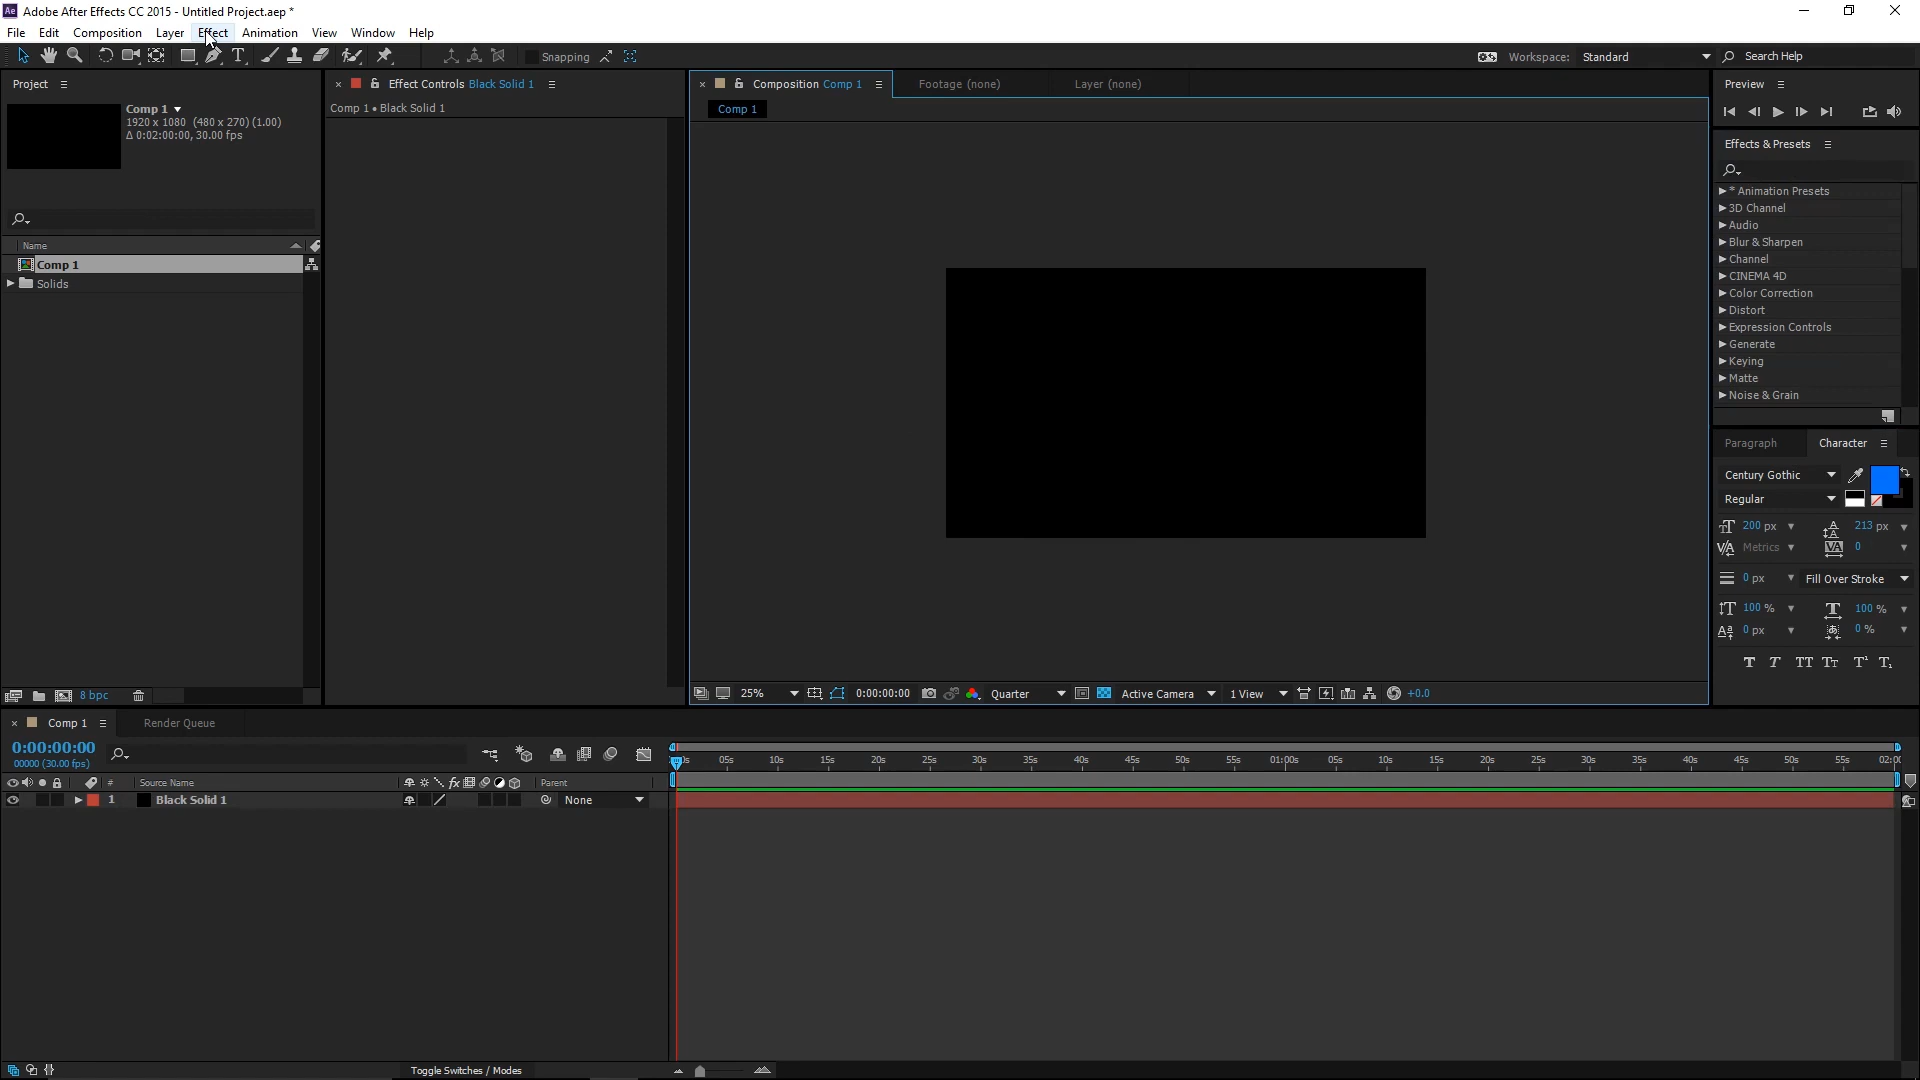 Ae Adobe After Effects CC 2015 - Untitled Project.aep *
File Edit Composition Layer Effect Animation View Window Help
Snapping
Workspace: Standard
Search Help
Project
Comp 1
1920 x 1080 (480 x 270) (1.00)
Δ 0:02:00:00, 30.00 fps
Name
Comp 1
Solids
8 bpc
Effect Controls Black Solid 1
Comp 1 • Black Solid 1
Composition Comp 1
Footage (none)
Layer (none)
Comp 1
25%
0:00:00:00
Quarter
Active Camera
1 View
+0.0
Preview
Effects & Presets
* Animation Presets
3D Channel
Audio
Blur & Sharpen
Channel
CINEMA 4D
Color Correction
Distort
Expression Controls
Generate
Keying
Matte
Noise & Grain
Paragraph
Character
Century Gothic
Regular
200 px
213 px
Metrics
0
0 px
Fill Over Stroke
100 %
100 %
0 px
0 %
Comp 1
Render Queue
0:00:00:00
00000 (30.00 fps)
# Source Name
Parent
1 Black Solid 1
None
05s 10s 15s 20s 25s 30s 35s 40s 45s 50s 55s 01:00s 05s 10s 15s 20s 25s 30s 35s 40s 45s 50s 55s
Toggle Switches / Modes